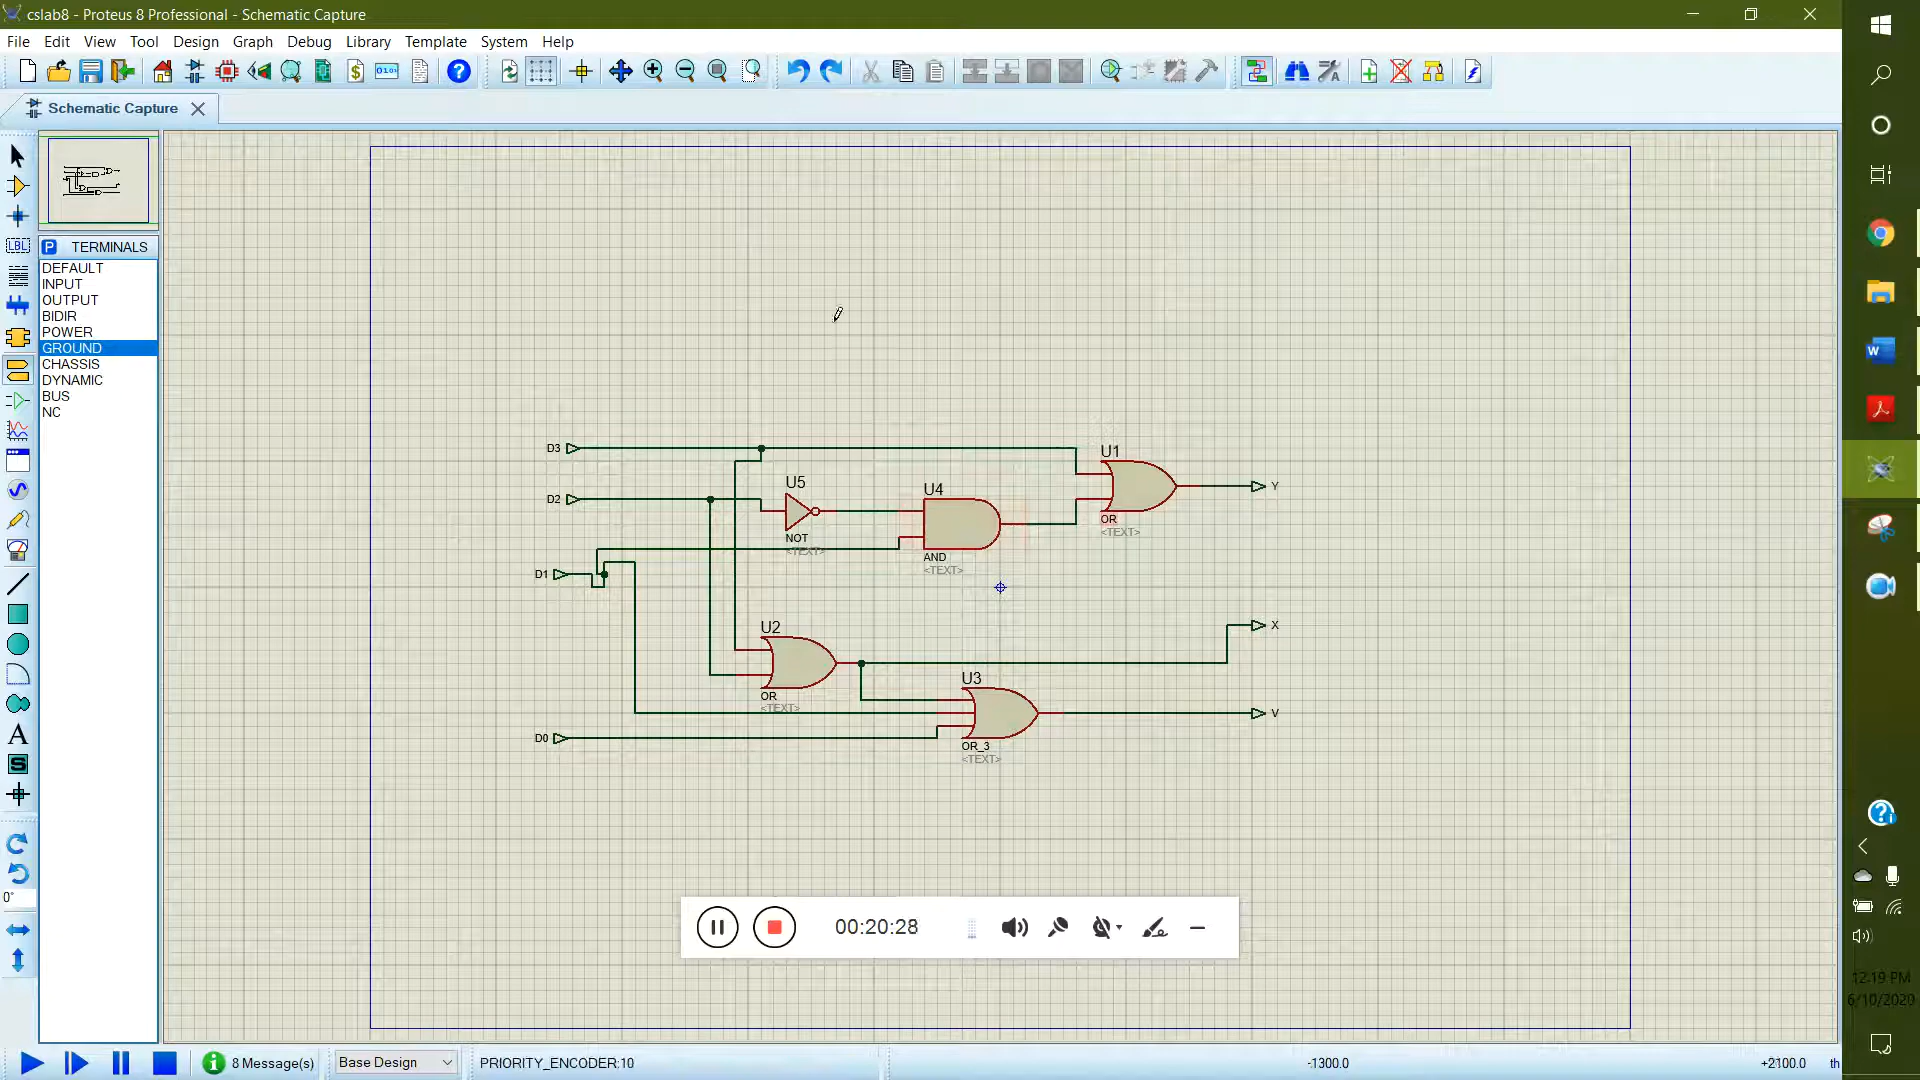 cslab8 - Proteus 8 Professional - Schematic Capture
File Edit View Tool Design Graph Debug Library Template System Help
Schematic Capture
P TERMINALS
DEFAULT
INPUT
OUTPUT
BIDIR
POWER
GROUND
CHASSIS
DYNAMIC
BUS
NC
LBL
A
S
0°
D3
U1
Y
OR
<TEXT>
D2
U5
NOT
<TEXT>
U4
AND
<TEXT>
D1
U2
OR
<TEXT>
X
U3
OR_3
<TEXT>
V
D0
00:20:28
8 Message(s)
Base Design
PRIORITY_ENCODER:10
-1300.0
+2100.0
th
12:19 PM
6/10/2020